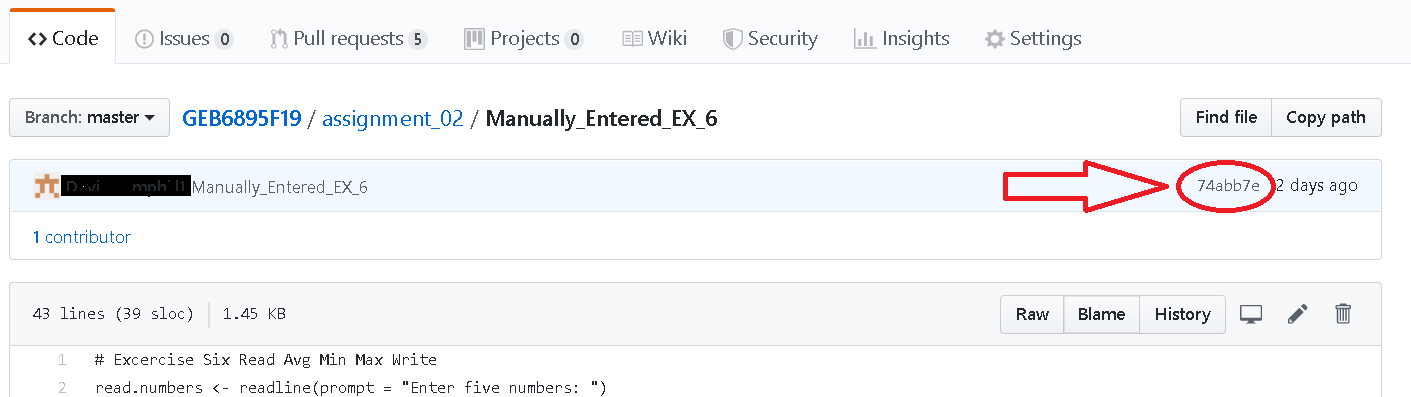 Code Issues 0 Pull requests 5 Projects 0 Wiki Security Insights Settings
Branch: master GEB6895F19 / assignment_02 / Manually_Entered_EX_6 Find file Copy path
Manually_Entered_EX_6 74abb7e 2 days ago
1 contributor
43 lines (39 sloc) 1.45 KB Raw Blame History
1 # Excercise Six Read Avg Min Max Write
2 read.numbers <- readline(prompt = "Enter five numbers: ")